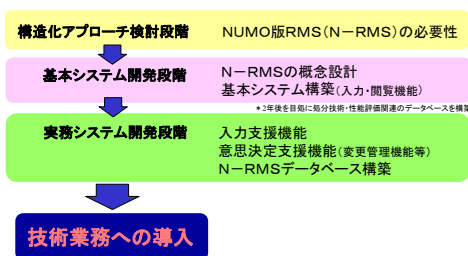 構造化アプローチ検討段階 NUMO版RMS(N-RMS)の必要性
基本システム開発段階 N-RMSの概念設計
基本システム構築(入力・閲覧機能)
*2年後を目処に処分技術・性能評価関連のデータベースを構築
実務システム開発段階 入力支援機能
意思決定支援機能(変更管理機能等)
N-RMSデータベース構築
技術業務への導入